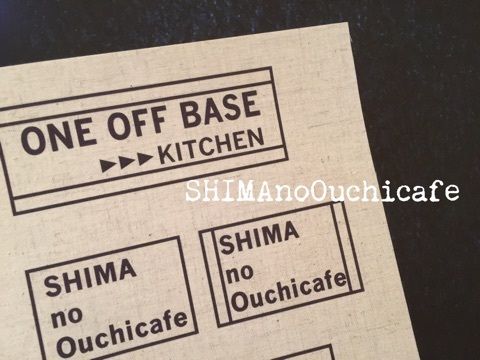 ONE OFF BASE
▶▶▶KITCHEN
SHIMAnoOuchicafe
SHIMA
no
Ouchicafe
SHIMA
no
Ouchicafe